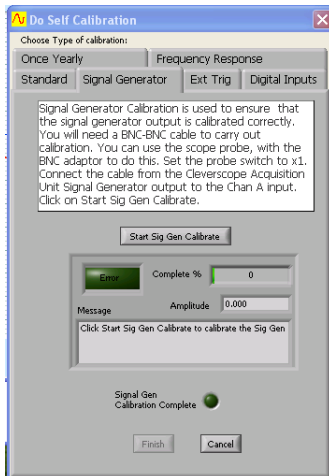 Do Self Calibration
Choose Type of calibration:
Once Yearly
Frequency Response
Standard
Signal Generator
Ext Trig
Digital Inputs
Signal Generator Calibration is used to ensure that
the signal generator output is calibrated correctly.
You will need a BNC-BNC cable to carry out
calibration. You can use the scope probe, with the
BNC adaptor to do this. Set the probe switch to x1.
Connect the cable from the Cleverscope Acquisition
Unit Signal Generator output to the Chan A input.
Click on Start Sig Gen Calibrate.
Start Sig Gen Calibrate
Error
Complete %
0
Amplitude
0.000
Message
Click Start Sig Gen Calibrate to calibrate the Sig Gen
Signal Gen
Calibration Complete
Finish
Cancel